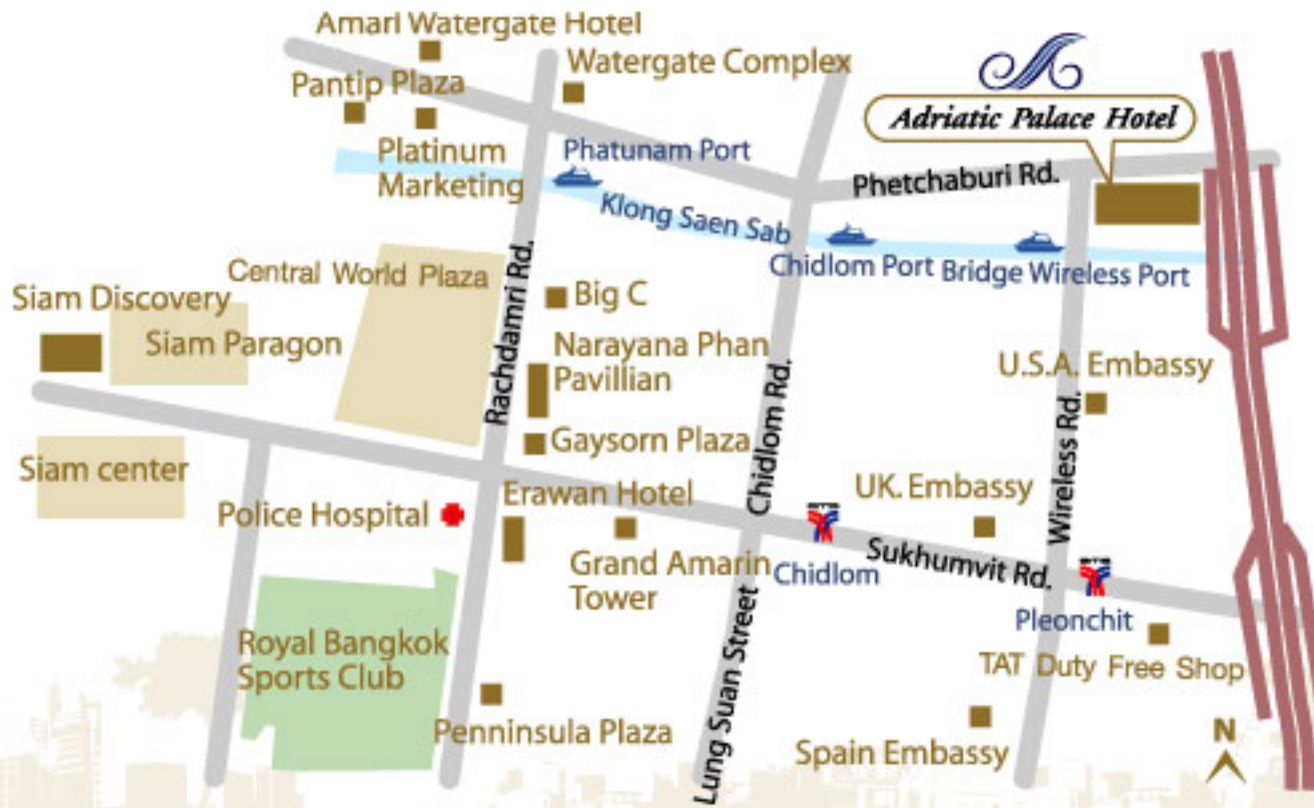 Amari Watergate Hotel
Watergate Complex
Pantip Plaza
Adriatic Palace Hotel
Platinum
Marketing
Phatunam Port
Phetchaburi Rd.
Klong Saen Sab
Chidlom Port
Bridge Wireless Port
Central World Plaza
Rachdamri Rd.
Siam Discovery
Siam Paragon
Big C
Narayana Phan
Pavillian
Chidlom Rd.
U.S.A. Embassy
Wireless Rd.
Gaysorn Plaza
Siam center
Police Hospital
Erawan Hotel
UK. Embassy
Grand Amarin
Tower
Chidlom
Sukhumvit Rd.
Pleonchit
Royal Bangkok
Sports Club
Lung Suan Street
TAT Duty Free Shop
Penninsula Plaza
Spain Embassy
N